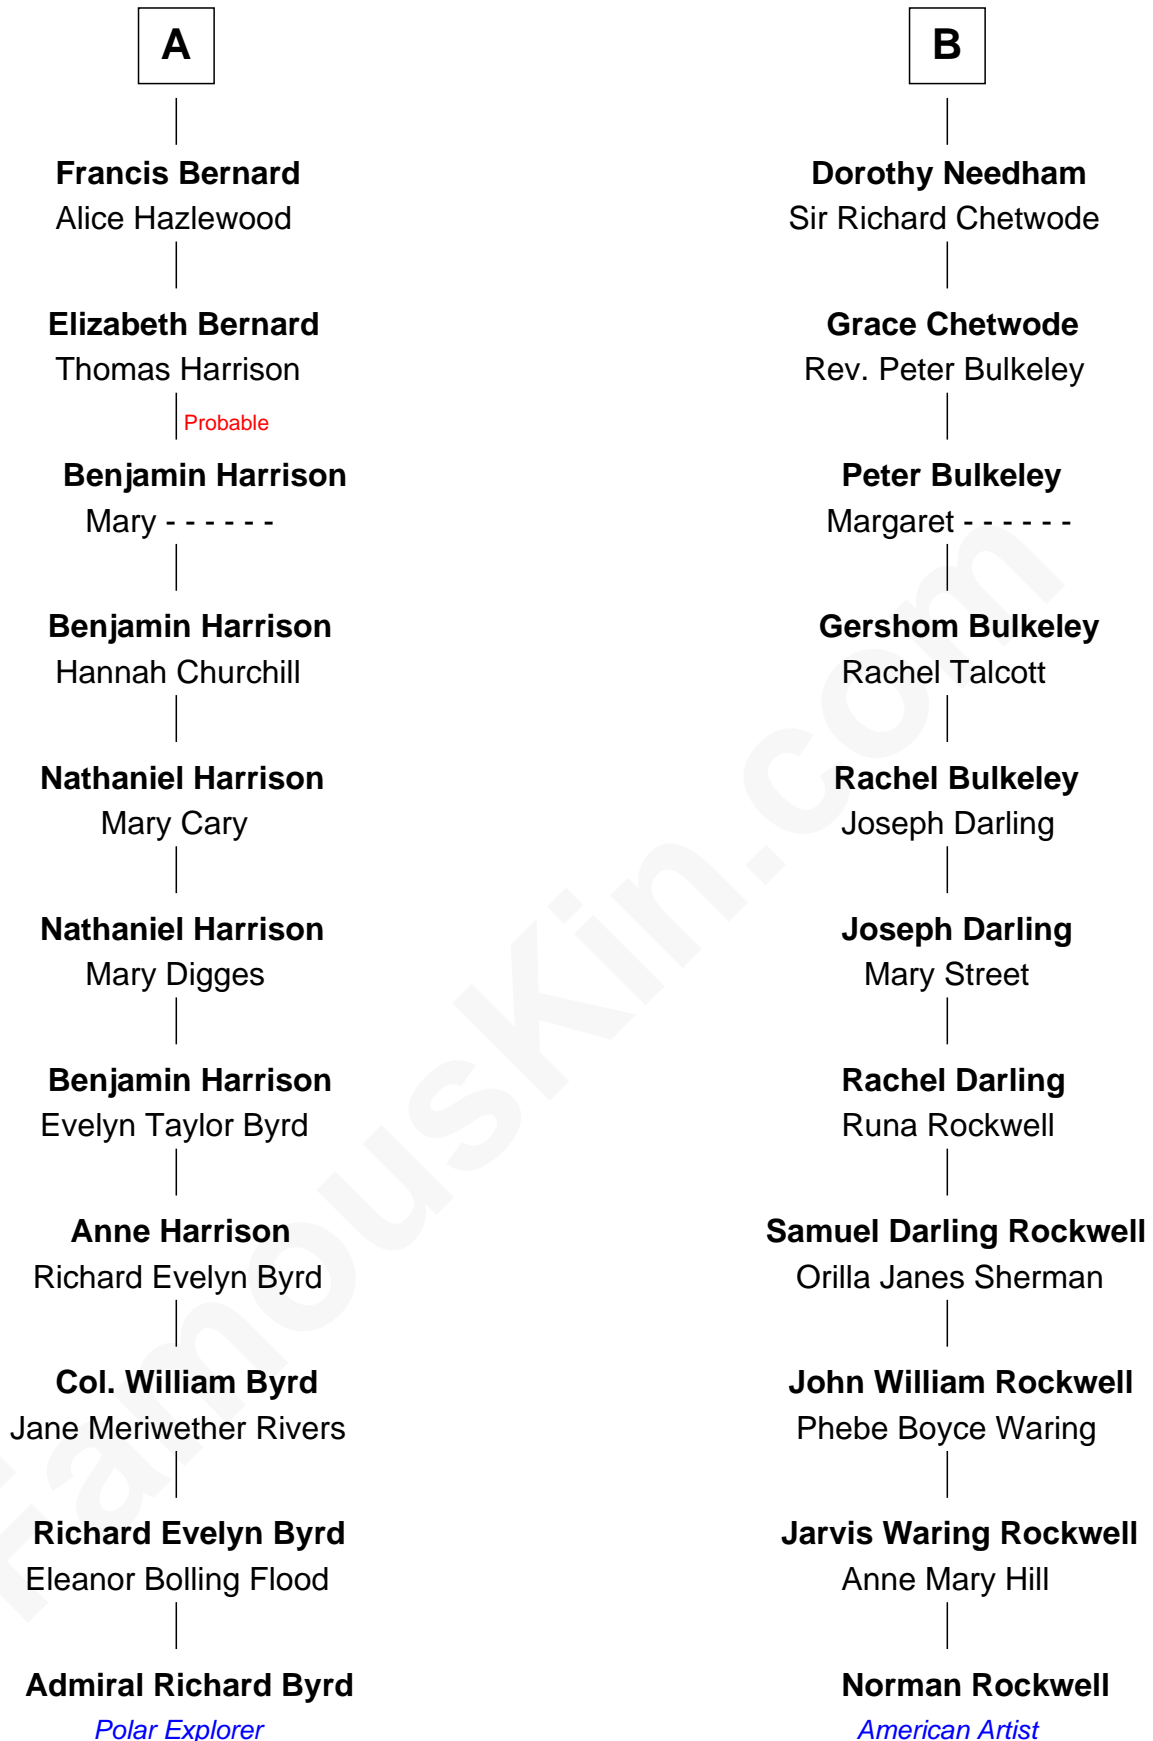 A
Francis Bernard
Alice Hazlewood
Elizabeth Bernard
Thomas Harrison
Probable
Benjamin Harrison
Mary - - - - - -
Benjamin Harrison
Hannah Churchill
Nathaniel Harrison
Mary Cary
Nathaniel Harrison
Mary Digges
Benjamin Harrison
Evelyn Taylor Byrd
Anne Harrison
Richard Evelyn Byrd
Col. William Byrd
Jane Meriwether Rivers
Richard Evelyn Byrd
Eleanor Bolling Flood
Admiral Richard Byrd
Polar Explorer
B
Dorothy Needham
Sir Richard Chetwode
Grace Chetwode
Rev. Peter Bulkeley
Peter Bulkeley
Margaret - - - - - -
Gershom Bulkeley
Rachel Talcott
Rachel Bulkeley
Joseph Darling
Joseph Darling
Mary Street
Rachel Darling
Runa Rockwell
Samuel Darling Rockwell
Orilla Janes Sherman
John William Rockwell
Phebe Boyce Waring
Jarvis Waring Rockwell
Anne Mary Hill
Norman Rockwell
American Artist
FamousKin.com